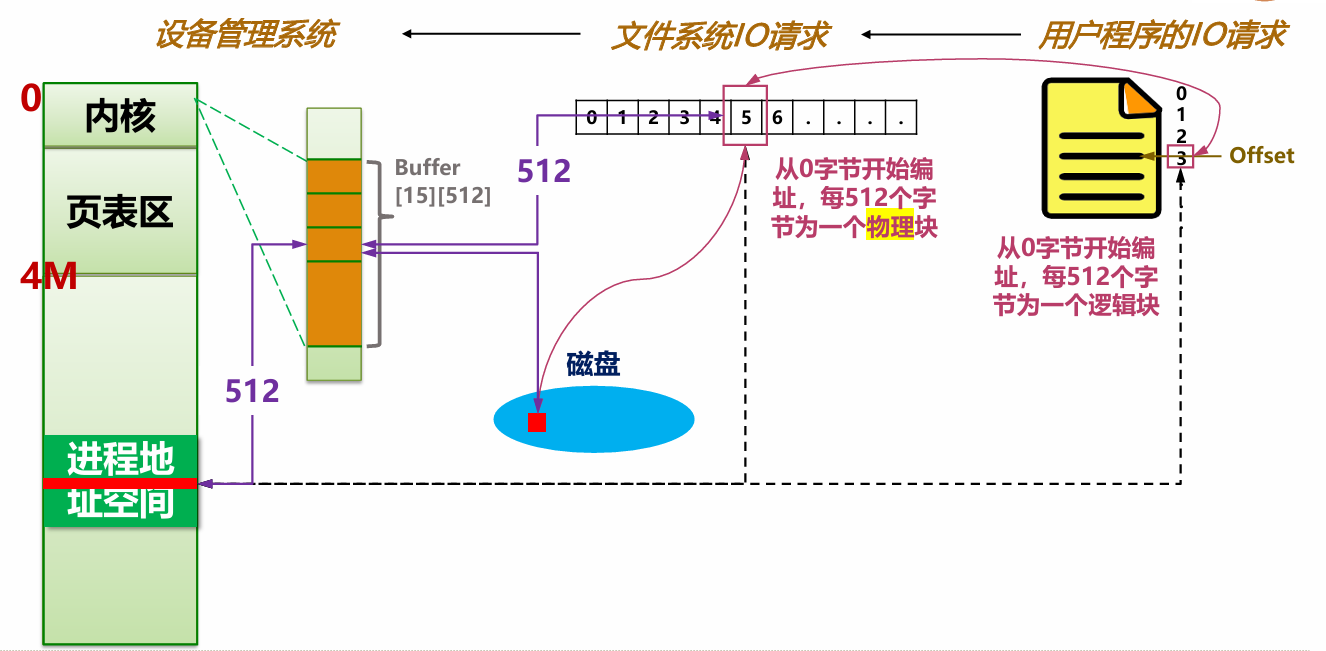 设备管理系统
文件系统IO请求
用户程序的IO请求
0
内核
页表区
4M
进程地
址空间
Buffer
[15][512]
512
512
0 1 2 3 4 5 6 . . . .
从0字节开始编
址，每512个字
节为一个物理块
磁盘
0
1
2
3
Offset
从0字节开始编
址，每512个字
节为一个逻辑块